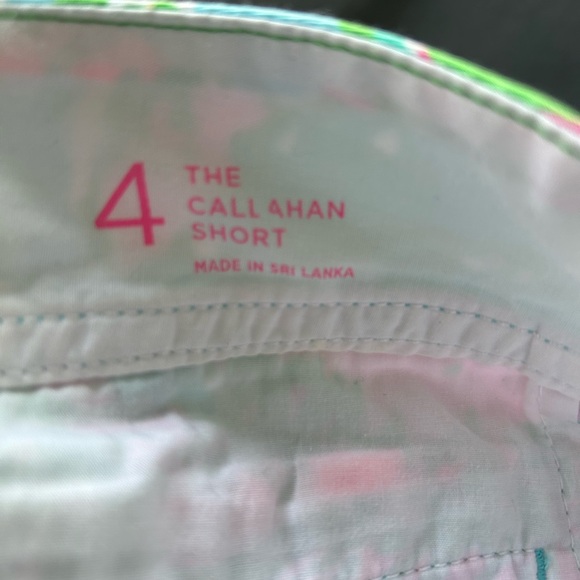 4
THE
CALLAHAN
SHORT
MADE IN SRI LANKA